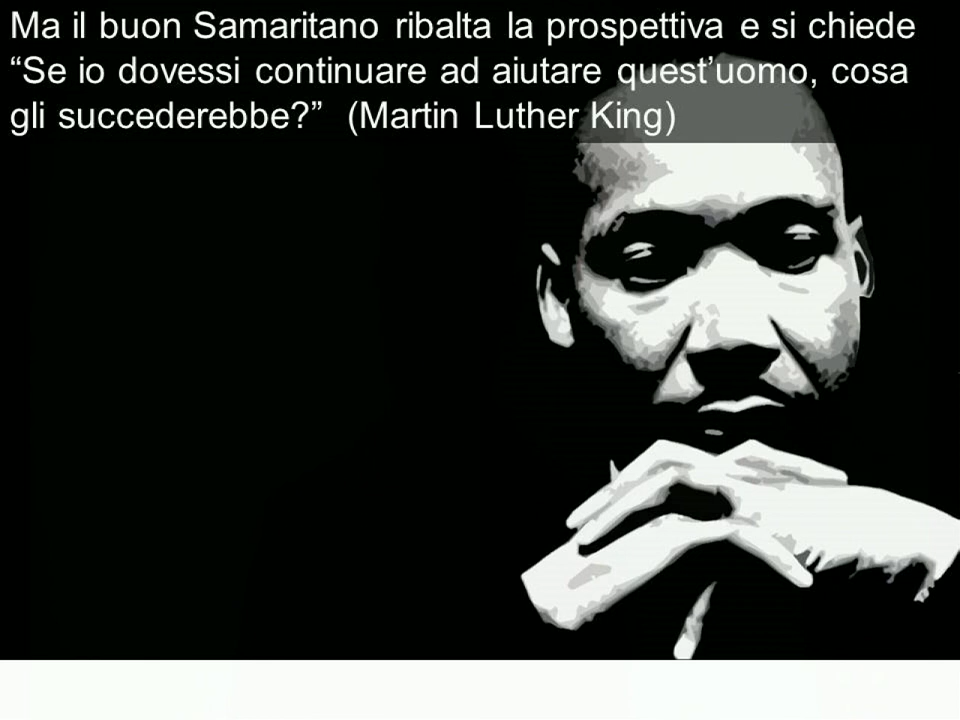 Ma il buon Samaritano ribalta la prospettiva e si chiede
“Se io dovessi continuare ad aiutare quest’uomo, cosa
gli succederebbe?” (Martin Luther King)